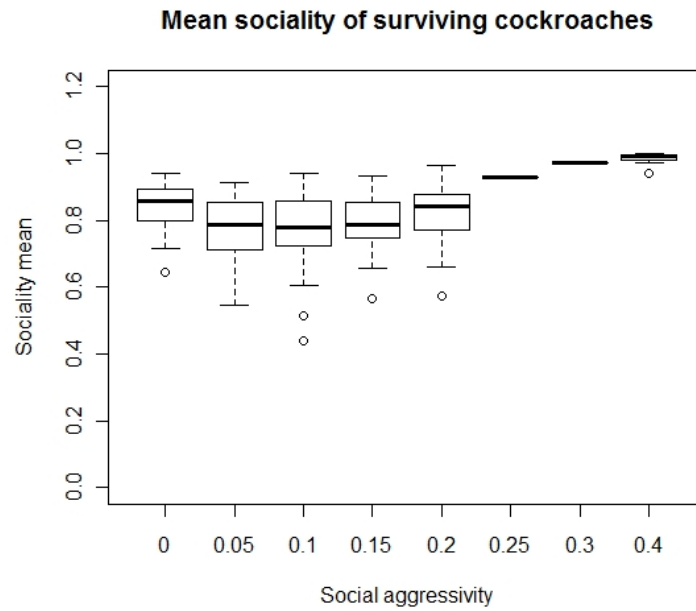 Mean sociality of surviving cockroaches
Sociality mean
1.2
1.0
0.8
0.6
0.4
0.2
0.0
0 0.05 0.1 0.15 0.2 0.25 0.3 0.4
Social aggressivity